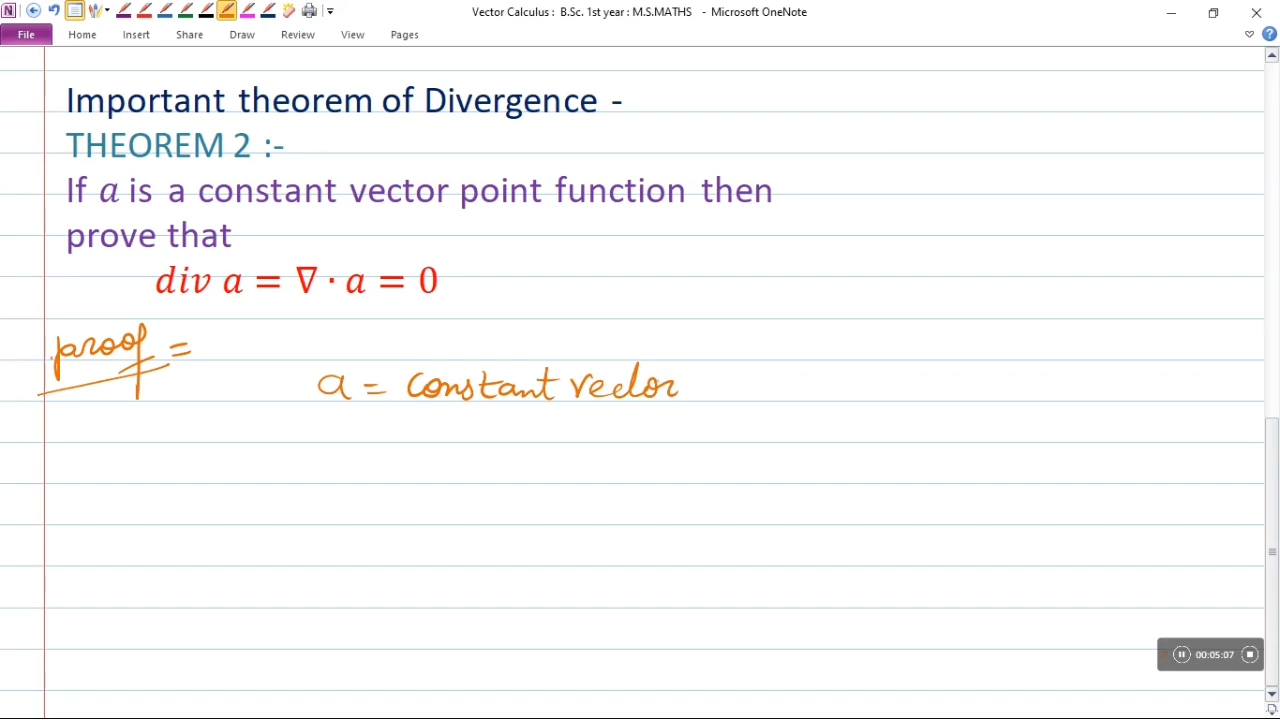 Vector Calculus : B.Sc. 1st year : M.S.MATHS - Microsoft OneNote
File Home Insert Share Draw Review View Pages
Important theorem of Divergence -
THEOREM 2 :-
If a is a constant vector point function then
prove that
div a = ∇ · a = 0
proof =
a = constant vector
00:05:07